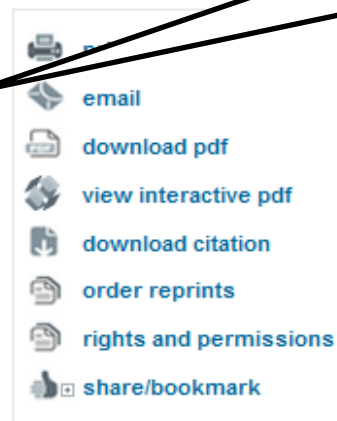 email
download pdf
view interactive pdf
download citation
order reprints
rights and permissions
share/bookmark